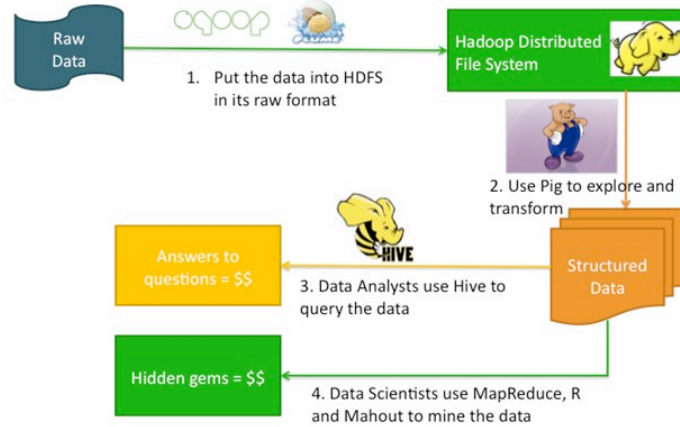 Raw
Data
sqoop
1. Put the data into HDFS
in its raw format
Hadoop Distributed
File System
2. Use Pig to explore and
transform
HIVE
Answers to
questions = $$
3. Data Analysts use Hive to
query the data
Structured
Data
Hidden gems = $$
4. Data Scientists use MapReduce, R
and Mahout to mine the data